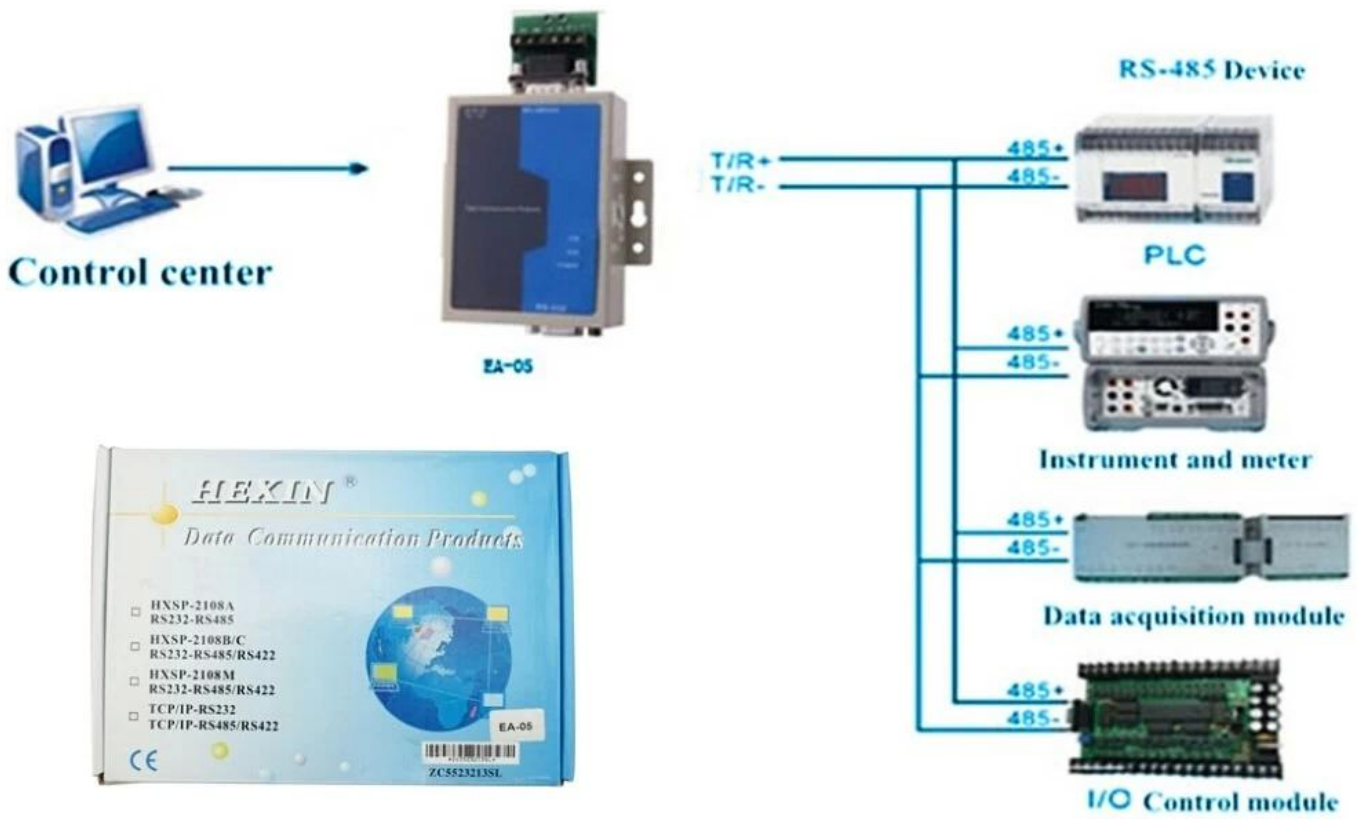 RS-485 Device
T/R+
T/R-
485+
485-
PLC
Control center
EA-05
485+
485-
Instrument and meter
485+
485-
Data acquisition module
485+
485-
I/O Control module
HEXIN ®
Data Communication Products
HXSP-2108A
RS232-RS485
HXSP-2108B/C
RS232-RS485/RS422
HXSP-2108M
RS232-RS485/RS422
TCP/IP-RS232
TCP/IP-RS485/RS422
EA-05
CE
ZC5523213SL